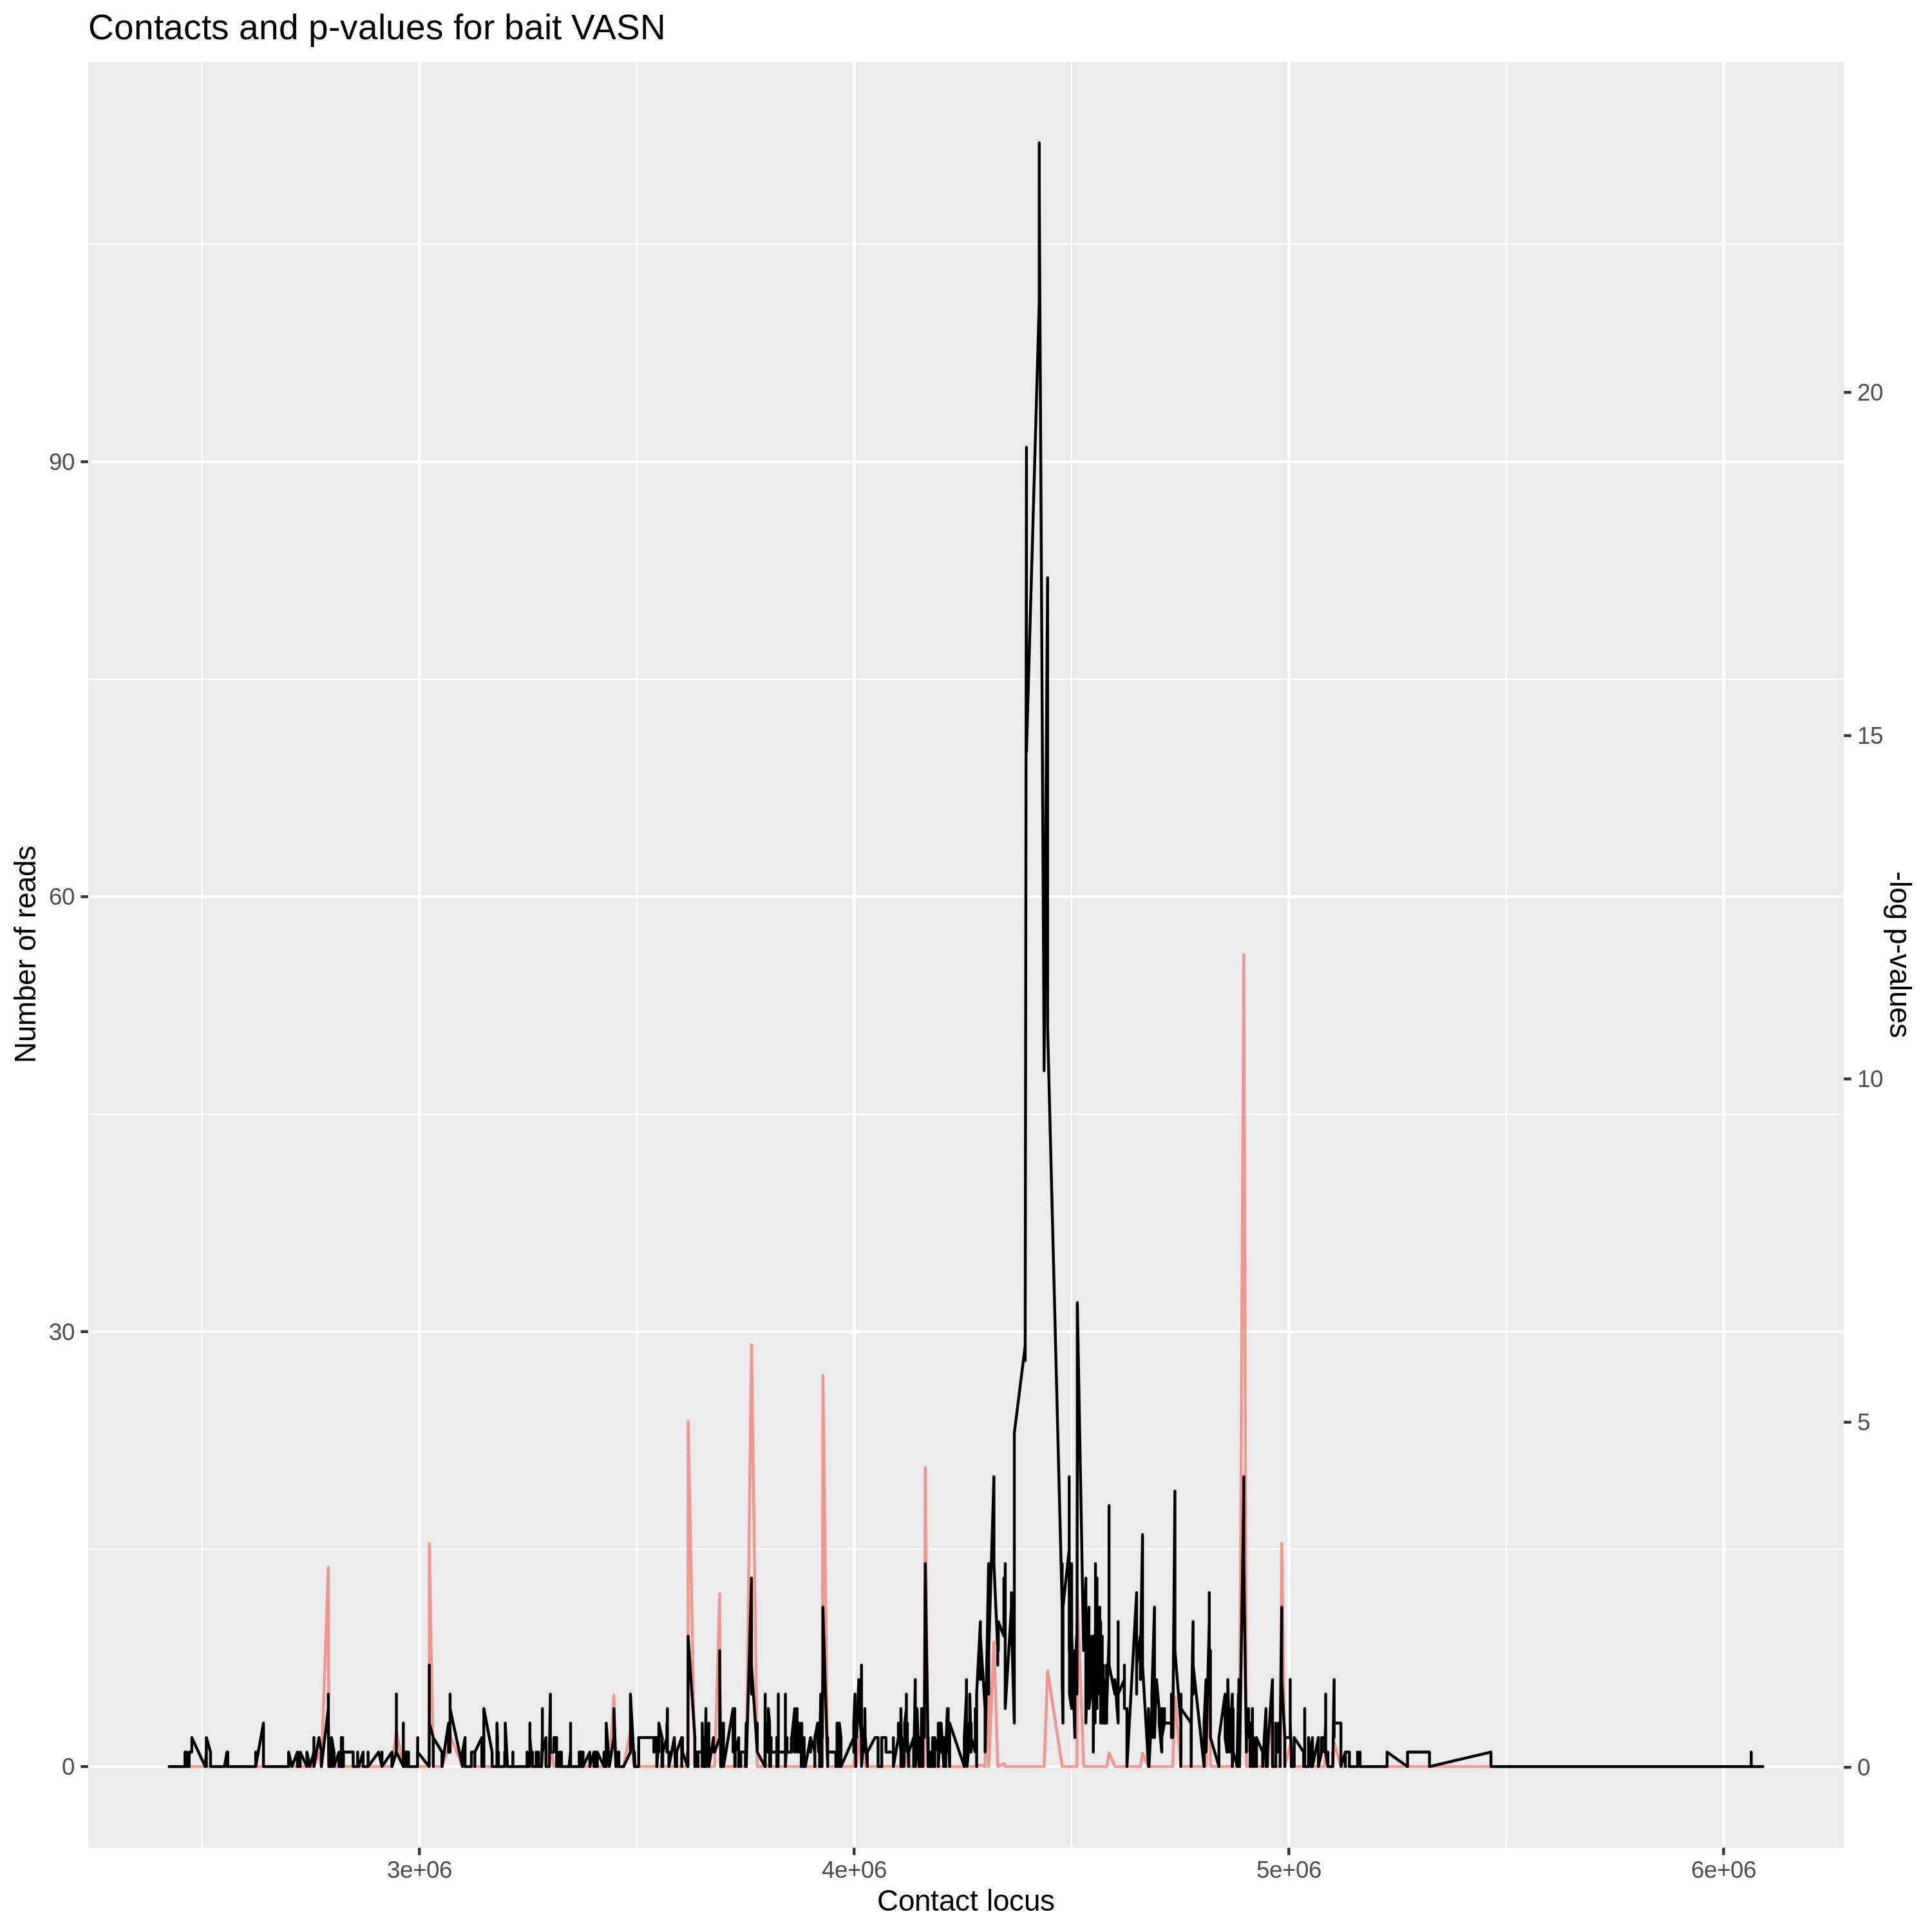 Contacts and p-values for bait VASN
Number of reads
90
60
30
0
20
15
10
5
0
-log p-values
3e+06
4e+06
5e+06
6e+06
Contact locus